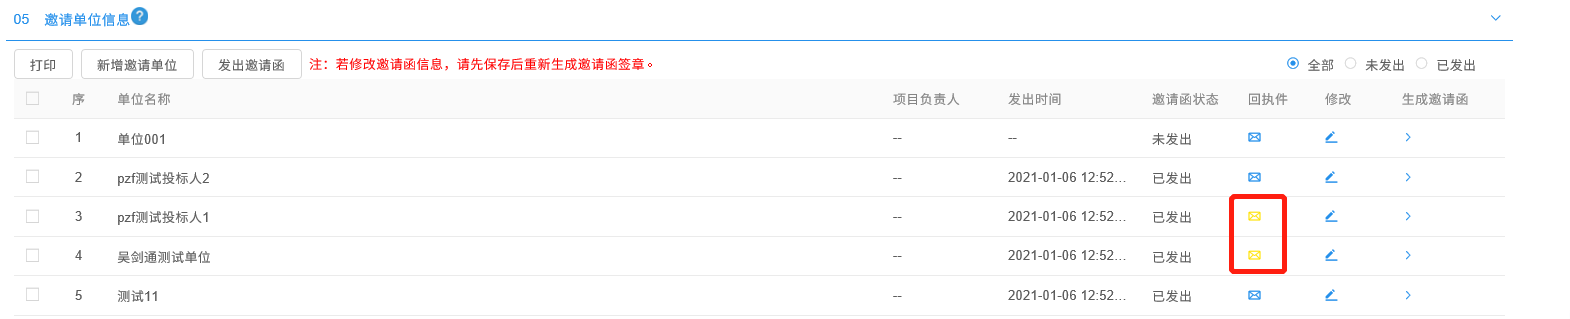 05 邀请单位信息?
打印 新增邀请单位 发出邀请函 注：若修改邀请函信息，请先保存后重新生成邀请函签章。 全部 未发出 已发出
序 单位名称 项目负责人 发出时间 邀请函状态 回执件 修改 生成邀请函
1 单位001 -- -- 未发出
2 pzf测试投标人2 -- 2021-01-06 12:52... 已发出
3 pzf测试投标人1 -- 2021-01-06 12:52... 已发出
4 吴剑通测试单位 -- 2021-01-06 12:52... 已发出
5 测试11 -- 2021-01-06 12:52... 已发出